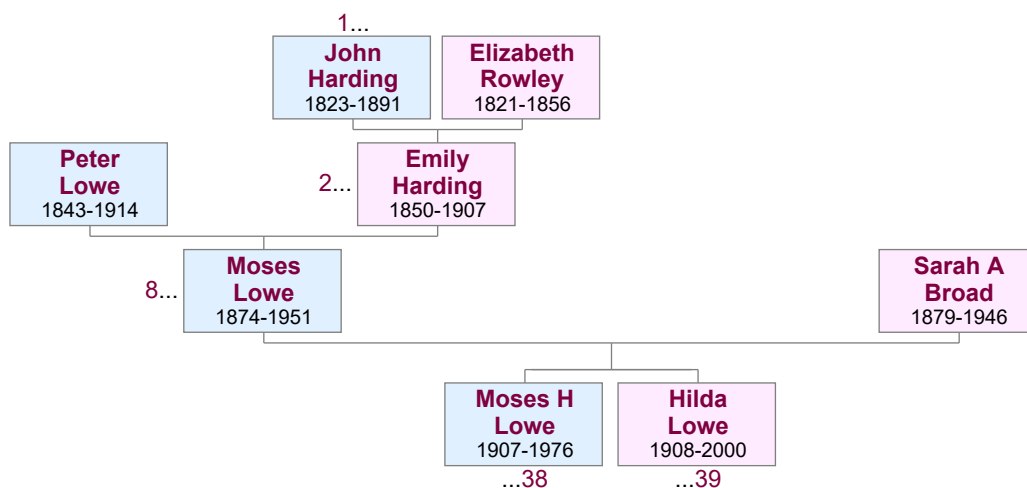 1...
John
Harding
1823-1891
Elizabeth
Rowley
1821-1856
Peter
Lowe
1843-1914
2...
Emily
Harding
1850-1907
8...
Moses
Lowe
1874-1951
Sarah A
Broad
1879-1946
Moses H
Lowe
1907-1976
...38
Hilda
Lowe
1908-2000
...39